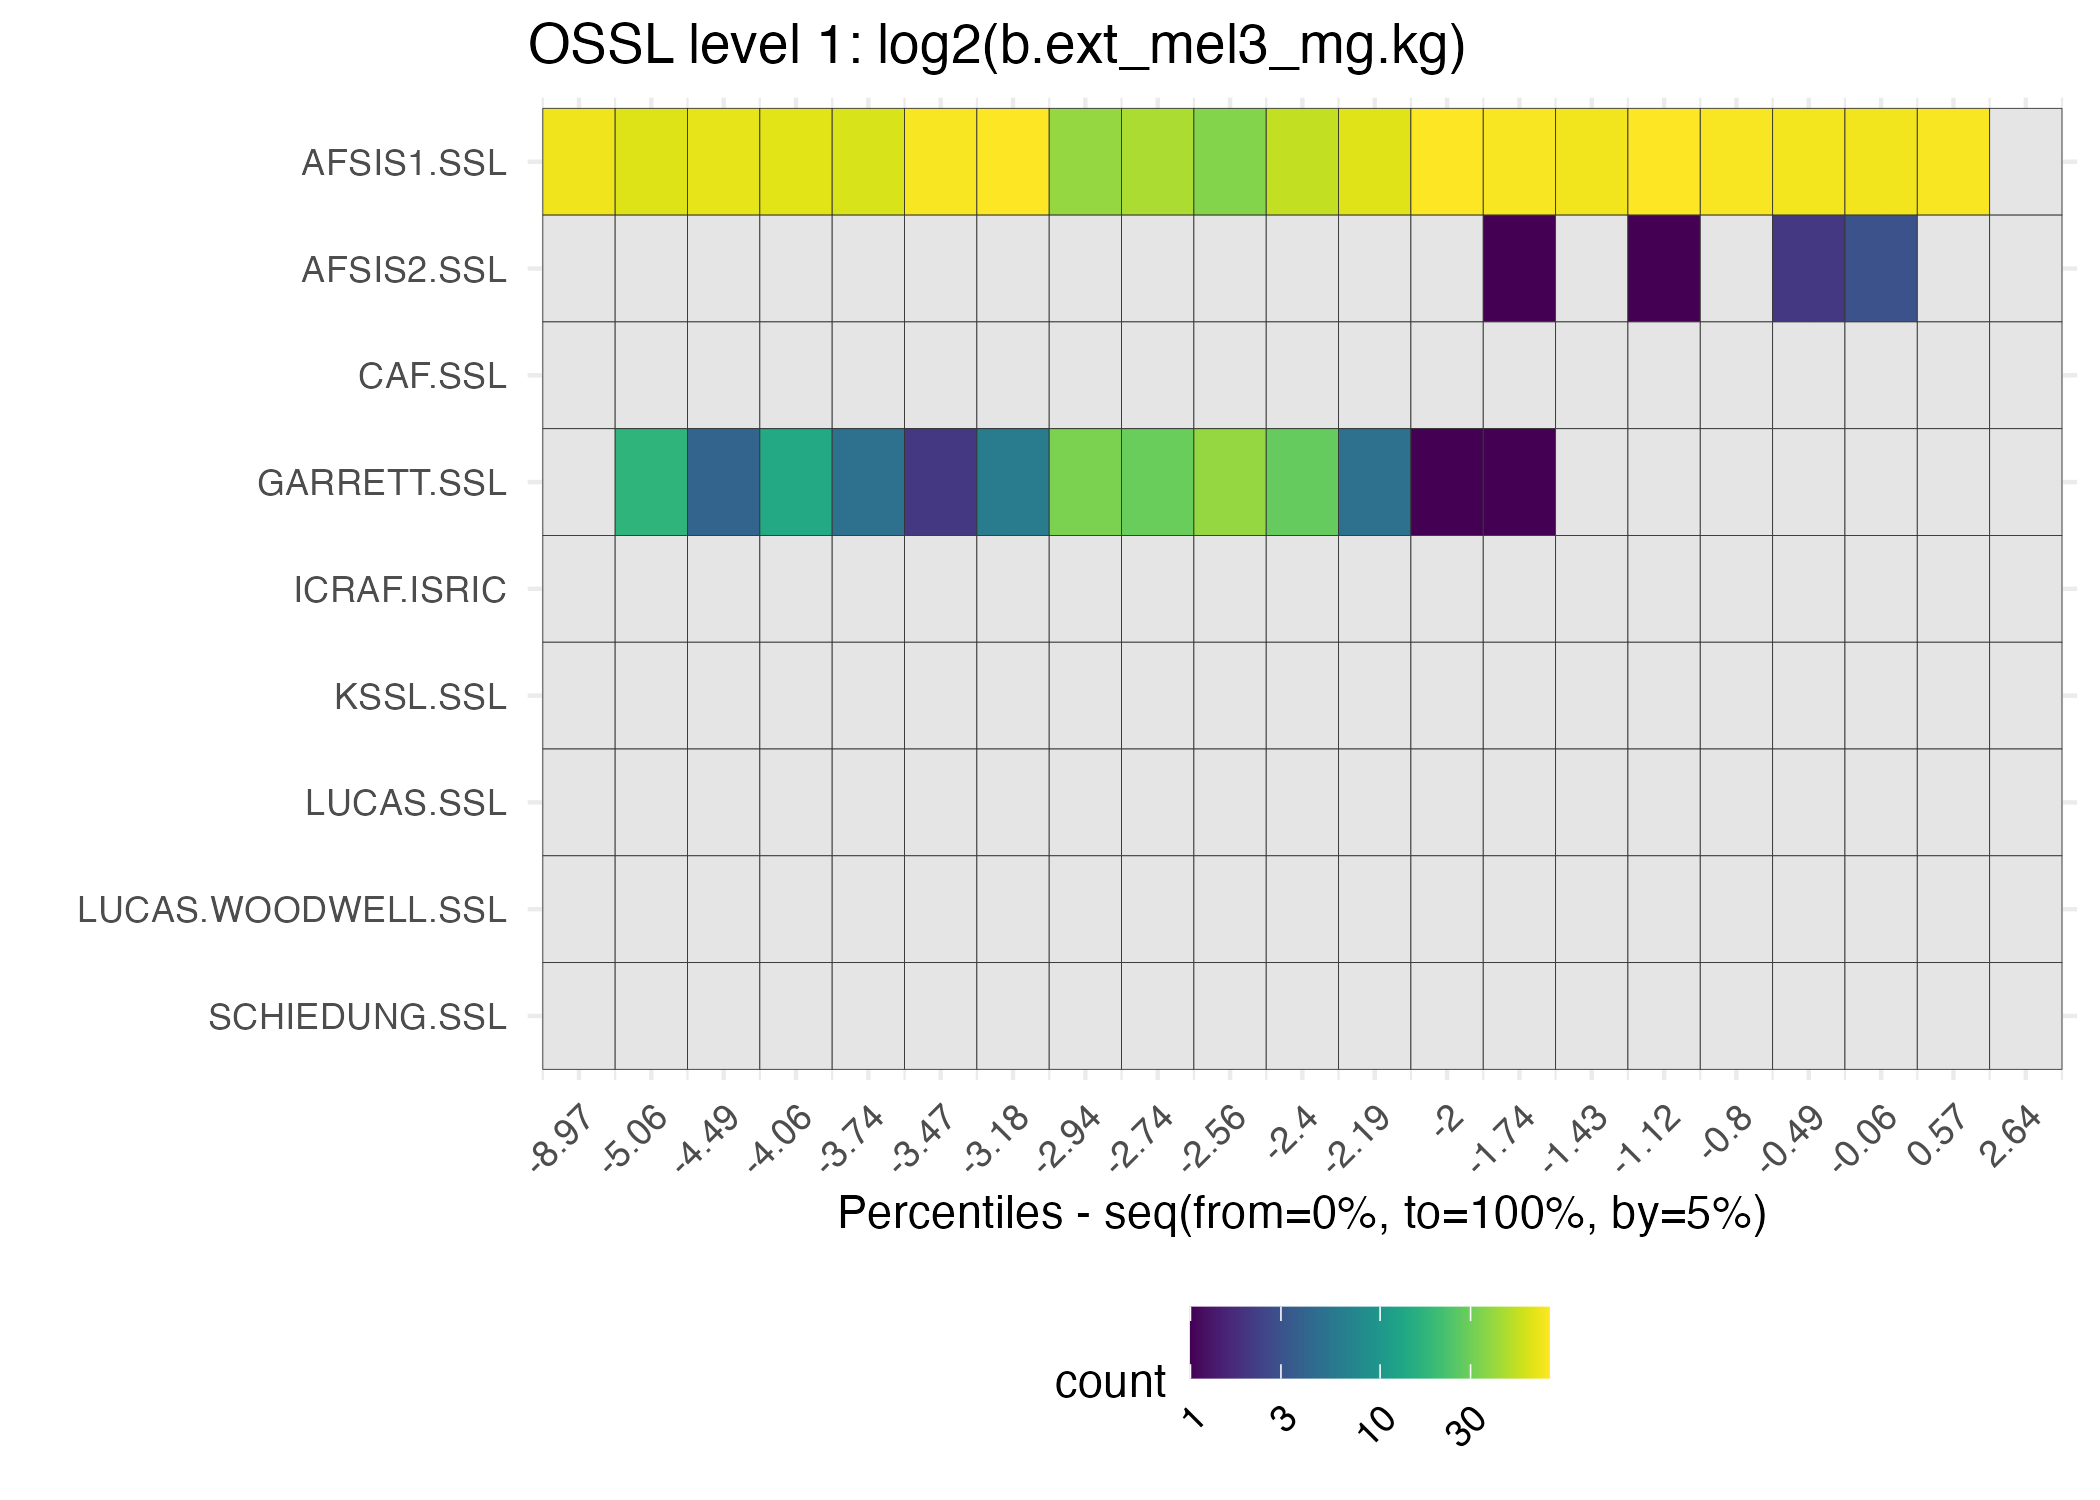 OSSL level 1: log2(b.ext_mel3_mg.kg)
AFSIS1.SSL
AFSIS2.SSL
CAF.SSL
GARRETT.SSL
ICRAF.ISRIC
KSSL.SSL
LUCAS.SSL
LUCAS.WOODWELL.SSL
SCHIEDUNG.SSL
-8.97 -5.06 -4.49 -4.06 -3.74 -3.47 -3.18 -2.94 -2.74 -2.56 -2.4 -2.19 -2 -1.74 -1.43 -1.12 -0.8 -0.49 -0.06 0.57 2.64
Percentiles - seq(from=0%, to=100%, by=5%)
count
1 3 10 30